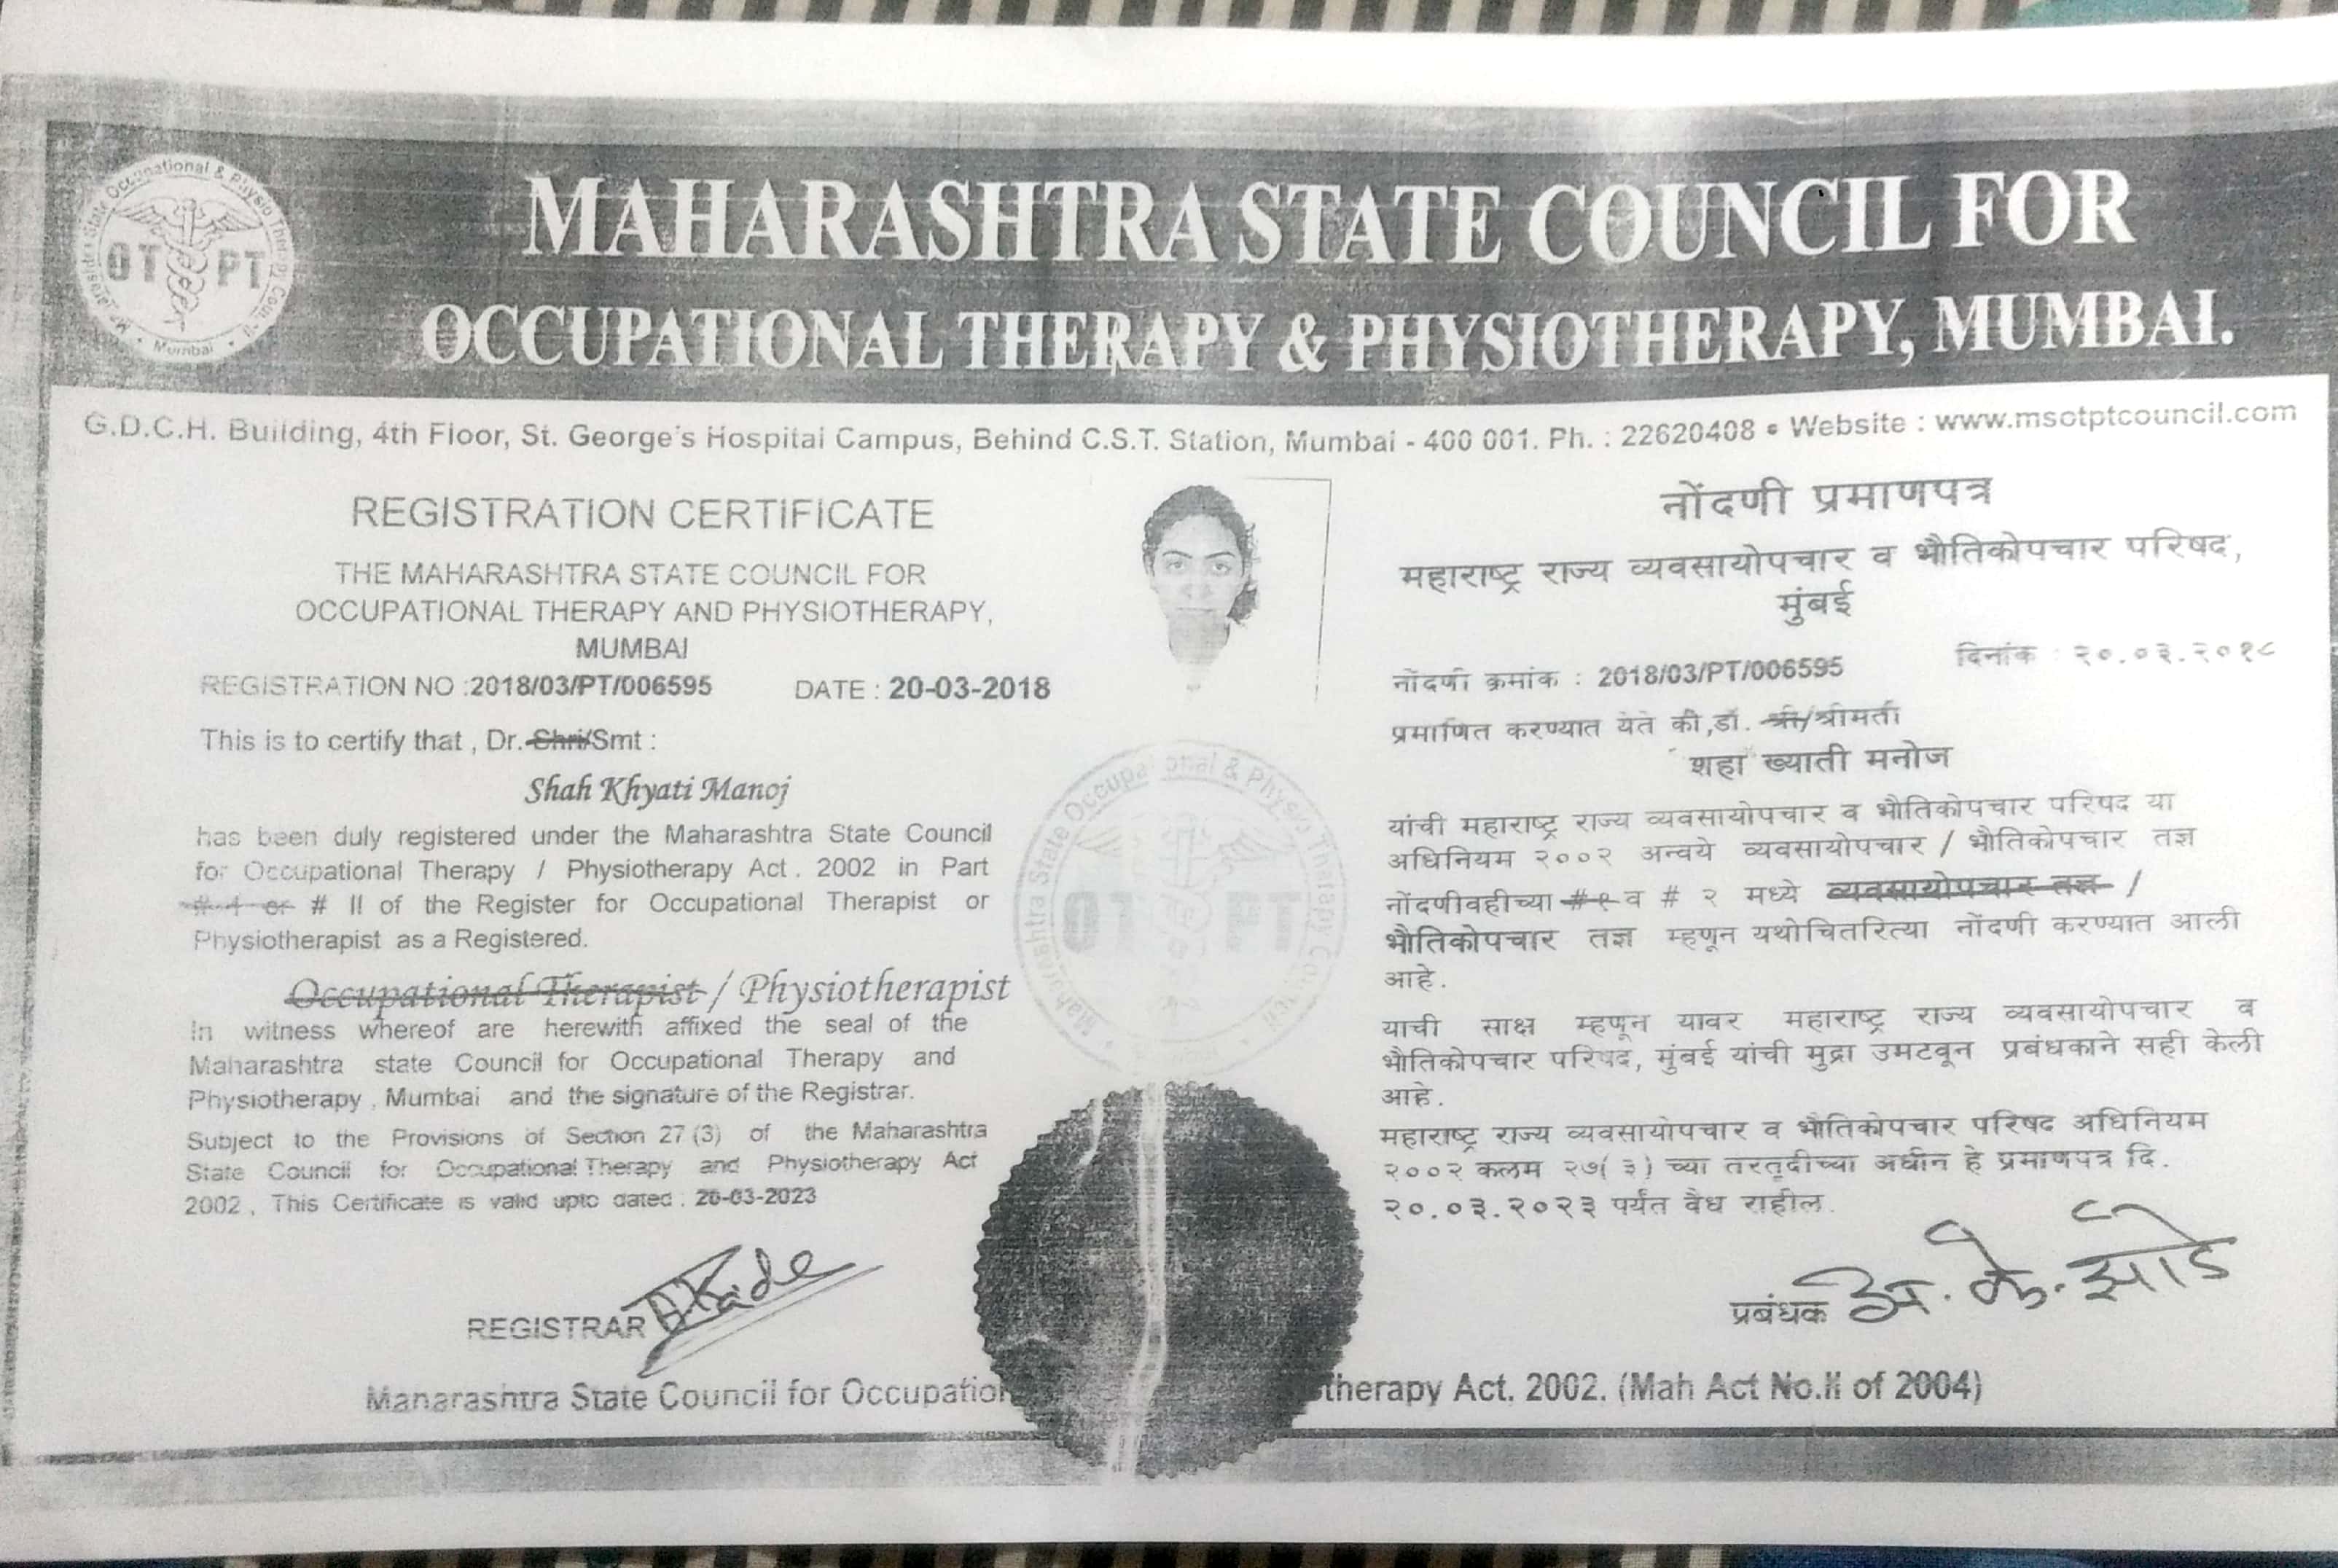 Maharashtra State Occupational & Physio Therapy Council
OT PT
Mumbai
MAHARASHTRA STATE COUNCIL FOR
OCCUPATIONAL THERAPY & PHYSIOTHERAPY, MUMBAI.
G.D.C.H. Building, 4th Floor, St. George's Hospital Campus, Behind C.S.T. Station, Mumbai - 400 001. Ph. : 22620408 • Website : www.msotptcouncil.com
REGISTRATION CERTIFICATE
THE MAHARASHTRA STATE COUNCIL FOR
OCCUPATIONAL THERAPY AND PHYSIOTHERAPY,
MUMBAI
REGISTRATION NO :2018/03/PT/006595 DATE : 20-03-2018
This is to certify that , Dr. Shri/Smt :
Shah Khyati Manoj
has been duly registered under the Maharashtra State Council
for Occupational Therapy / Physiotherapy Act . 2002 in Part
# I or # II of the Register for Occupational Therapist or
Physiotherapist as a Registered.
Occupational Therapist / Physiotherapist
In witness whereof are herewith affixed the seal of the
Maharashtra state Council for Occupational Therapy and
Physiotherapy , Mumbai and the signature of the Registrar.
Subject to the Provisions of Section 27 (3) of the Maharashtra
State Council for Occupational Therapy and Physiotherapy Act
2002 , This Certificate is valid upto dated . 20-03-2023
REGISTRAR
नोंदणी प्रमाणपत्र
महाराष्ट्र राज्य व्यवसायोपचार व भौतिकोपचार परिषद,
मुंबई
नोंदणी क्रमांक : 2018/03/PT/006595 दिनांक : २०.०३.२०१८
प्रमाणित करण्यात येते की,डॉ. श्री/श्रीमती
शहा ख्याती मनोज
यांची महाराष्ट्र राज्य व्यवसायोपचार व भौतिकोपचार परिषद या
अधिनियम २००२ अन्वये व्यवसायोपचार / भौतिकोपचार तज्ञ
नोंदणीवहीच्या # १ व # २ मध्ये व्यवसायोपचार तज्ञ /
भौतिकोपचार तज्ञ म्हणून यथोचितरित्या नोंदणी करण्यात आली
आहे.
याची साक्ष म्हणून यावर महाराष्ट्र राज्य व्यवसायोपचार व
भौतिकोपचार परिषद, मुंबई यांची मुद्रा उमटवून प्रबंधकाने सही केली
आहे.
महाराष्ट्र राज्य व्यवसायोपचार व भौतिकोपचार परिषद अधिनियम
२००२ कलम २७( ३ ) च्या तरतूदीच्या अधीन हे प्रमाणपत्र दि.
२०.०३.२०२३ पर्यंत वैध राहील.
प्रबंधक
Maharashtra State Occupational & Physio Therapy Council
OT PT
Maharashtra State Council for Occupation therapy Act. 2002. (Mah Act No.II of 2004)